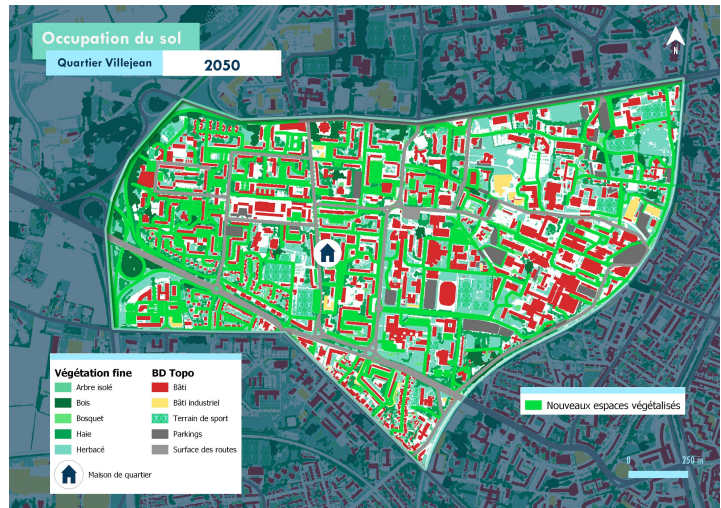 Occupation du sol
Quartier Villejean 2050
N
Végétation fine
Arbre isolé
Bois
Bosquet
Haie
Herbacé
Maison de quartier
BD Topo
Bâti
Bâti industriel
Terrain de sport
Parkings
Surface des routes
Nouveaux espaces végétalisés
0 250 m